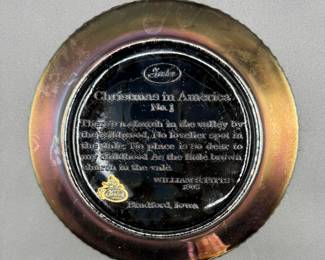 Fenton
Christmas in America
No. 1
There's a church in the valley by
the wildwood, No lovelier spot in
the dale; No place is so dear to
my childhood As the little brown
church in the vale.
WILLIAM S. PITTS
Bradford, Iowa